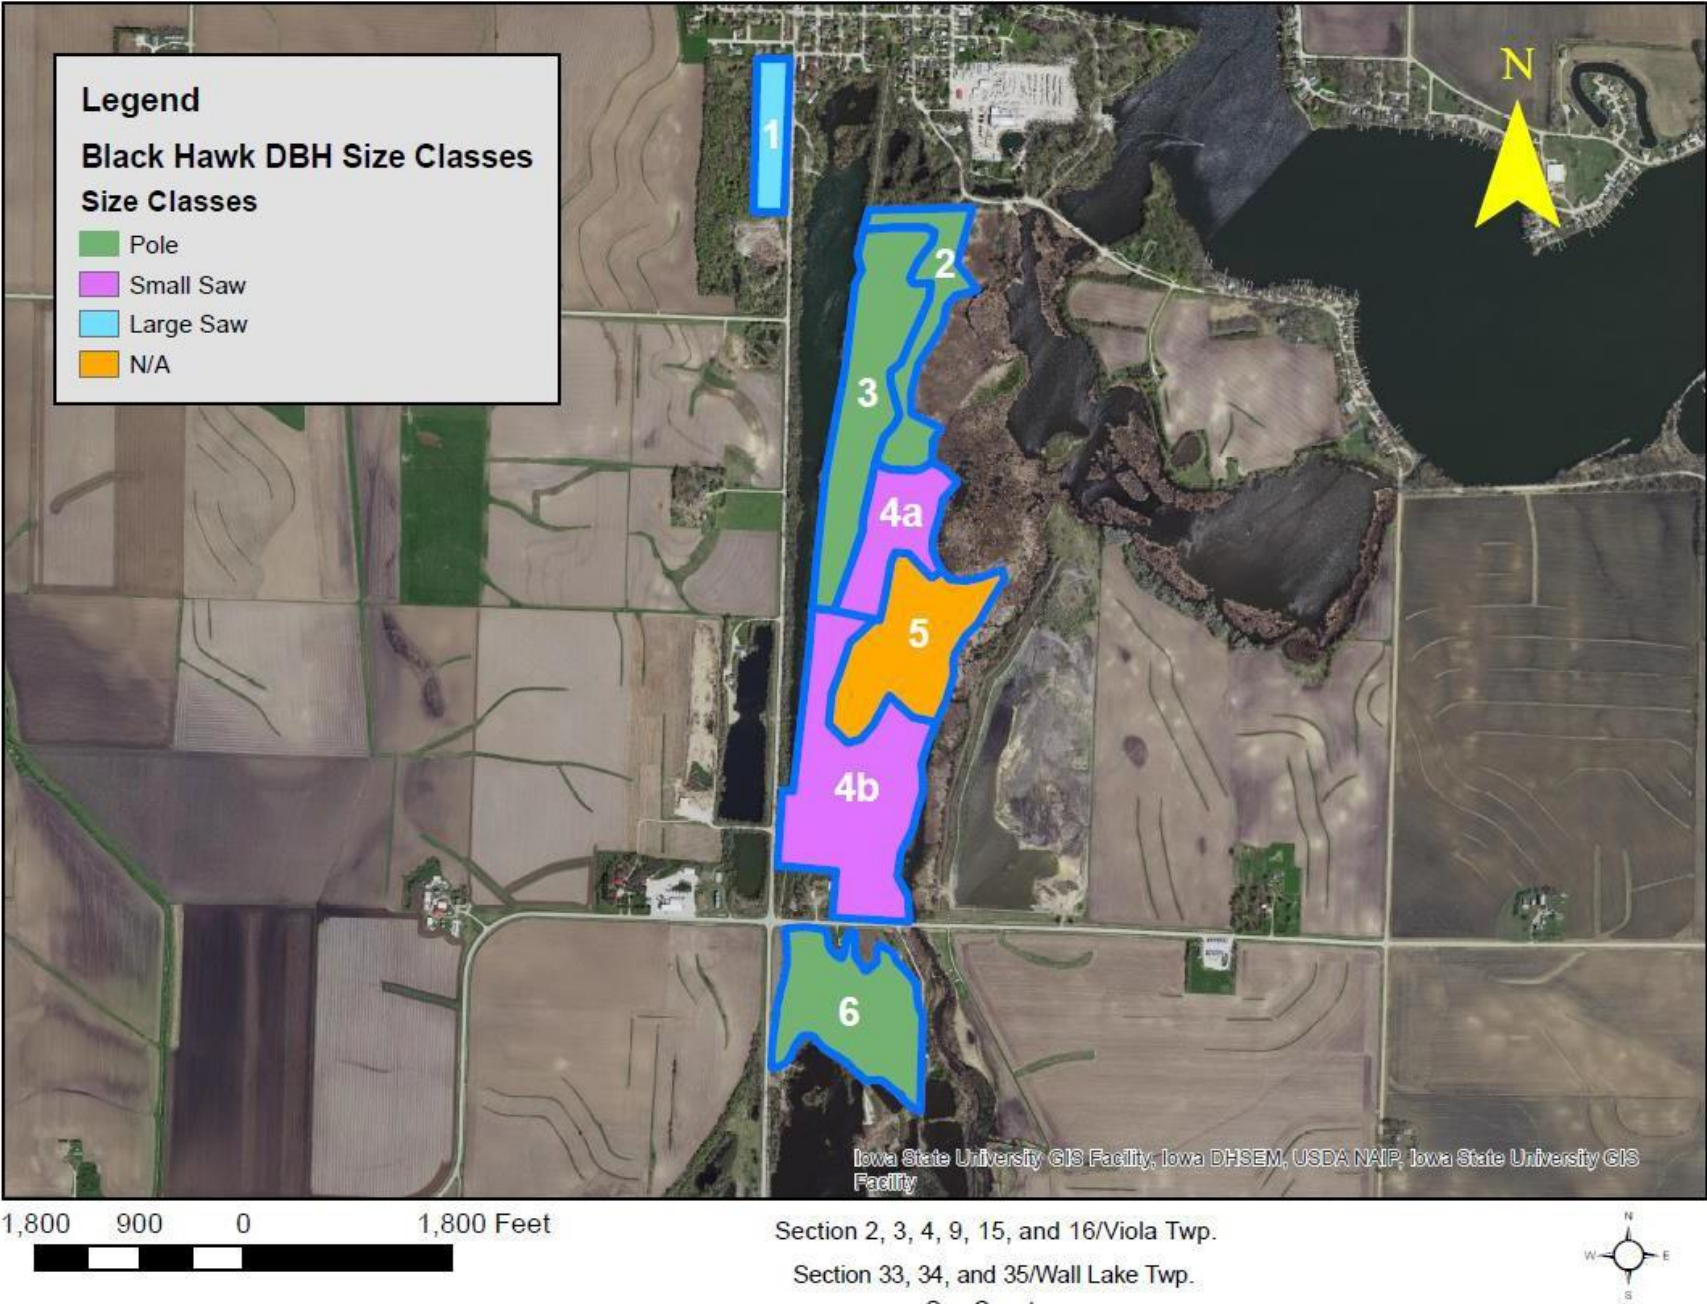 Legend
Black Hawk DBH Size Classes
Size Classes
Pole
Small Saw
Large Saw
N/A
N
1
2
3
4a
5
4b
6
Iowa State University GIS Facility, Iowa DHSEM, USDA NAIP, Iowa State University GIS
Facility
1,800 900 0 1,800 Feet
Section 2, 3, 4, 9, 15, and 16/Viola Twp.
Section 33, 34, and 35/Wall Lake Twp.
N
W E
S